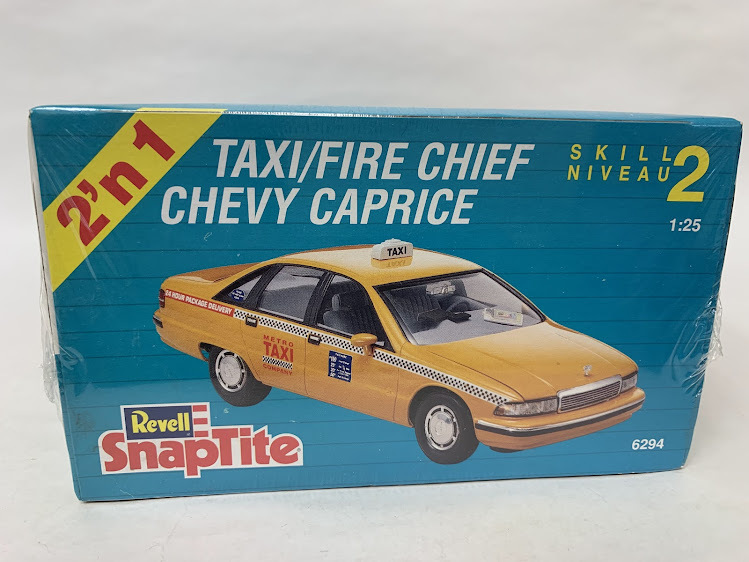 2'n 1
TAXI/FIRE CHIEF
CHEVY CAPRICE
SKILL
NIVEAU
2
1:25
TAXI
24 HOUR PACKAGE DELIVERY
METRO
TAXI
COMPANY
Revell
SnapTite
6294